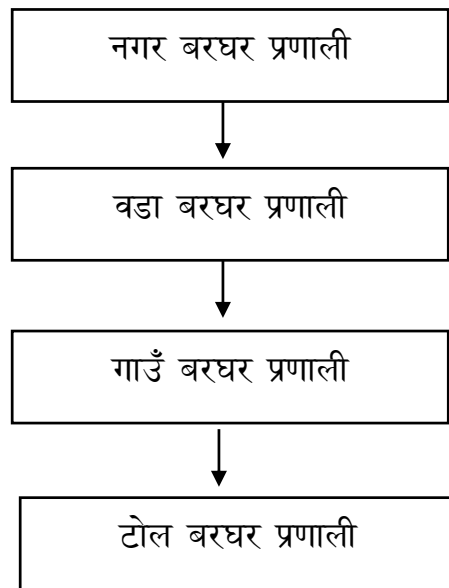 नगर बरघर प्रणाली
वडा बरघर प्रणाली
गाउँ बरघर प्रणाली
टोल बरघर प्रणाली